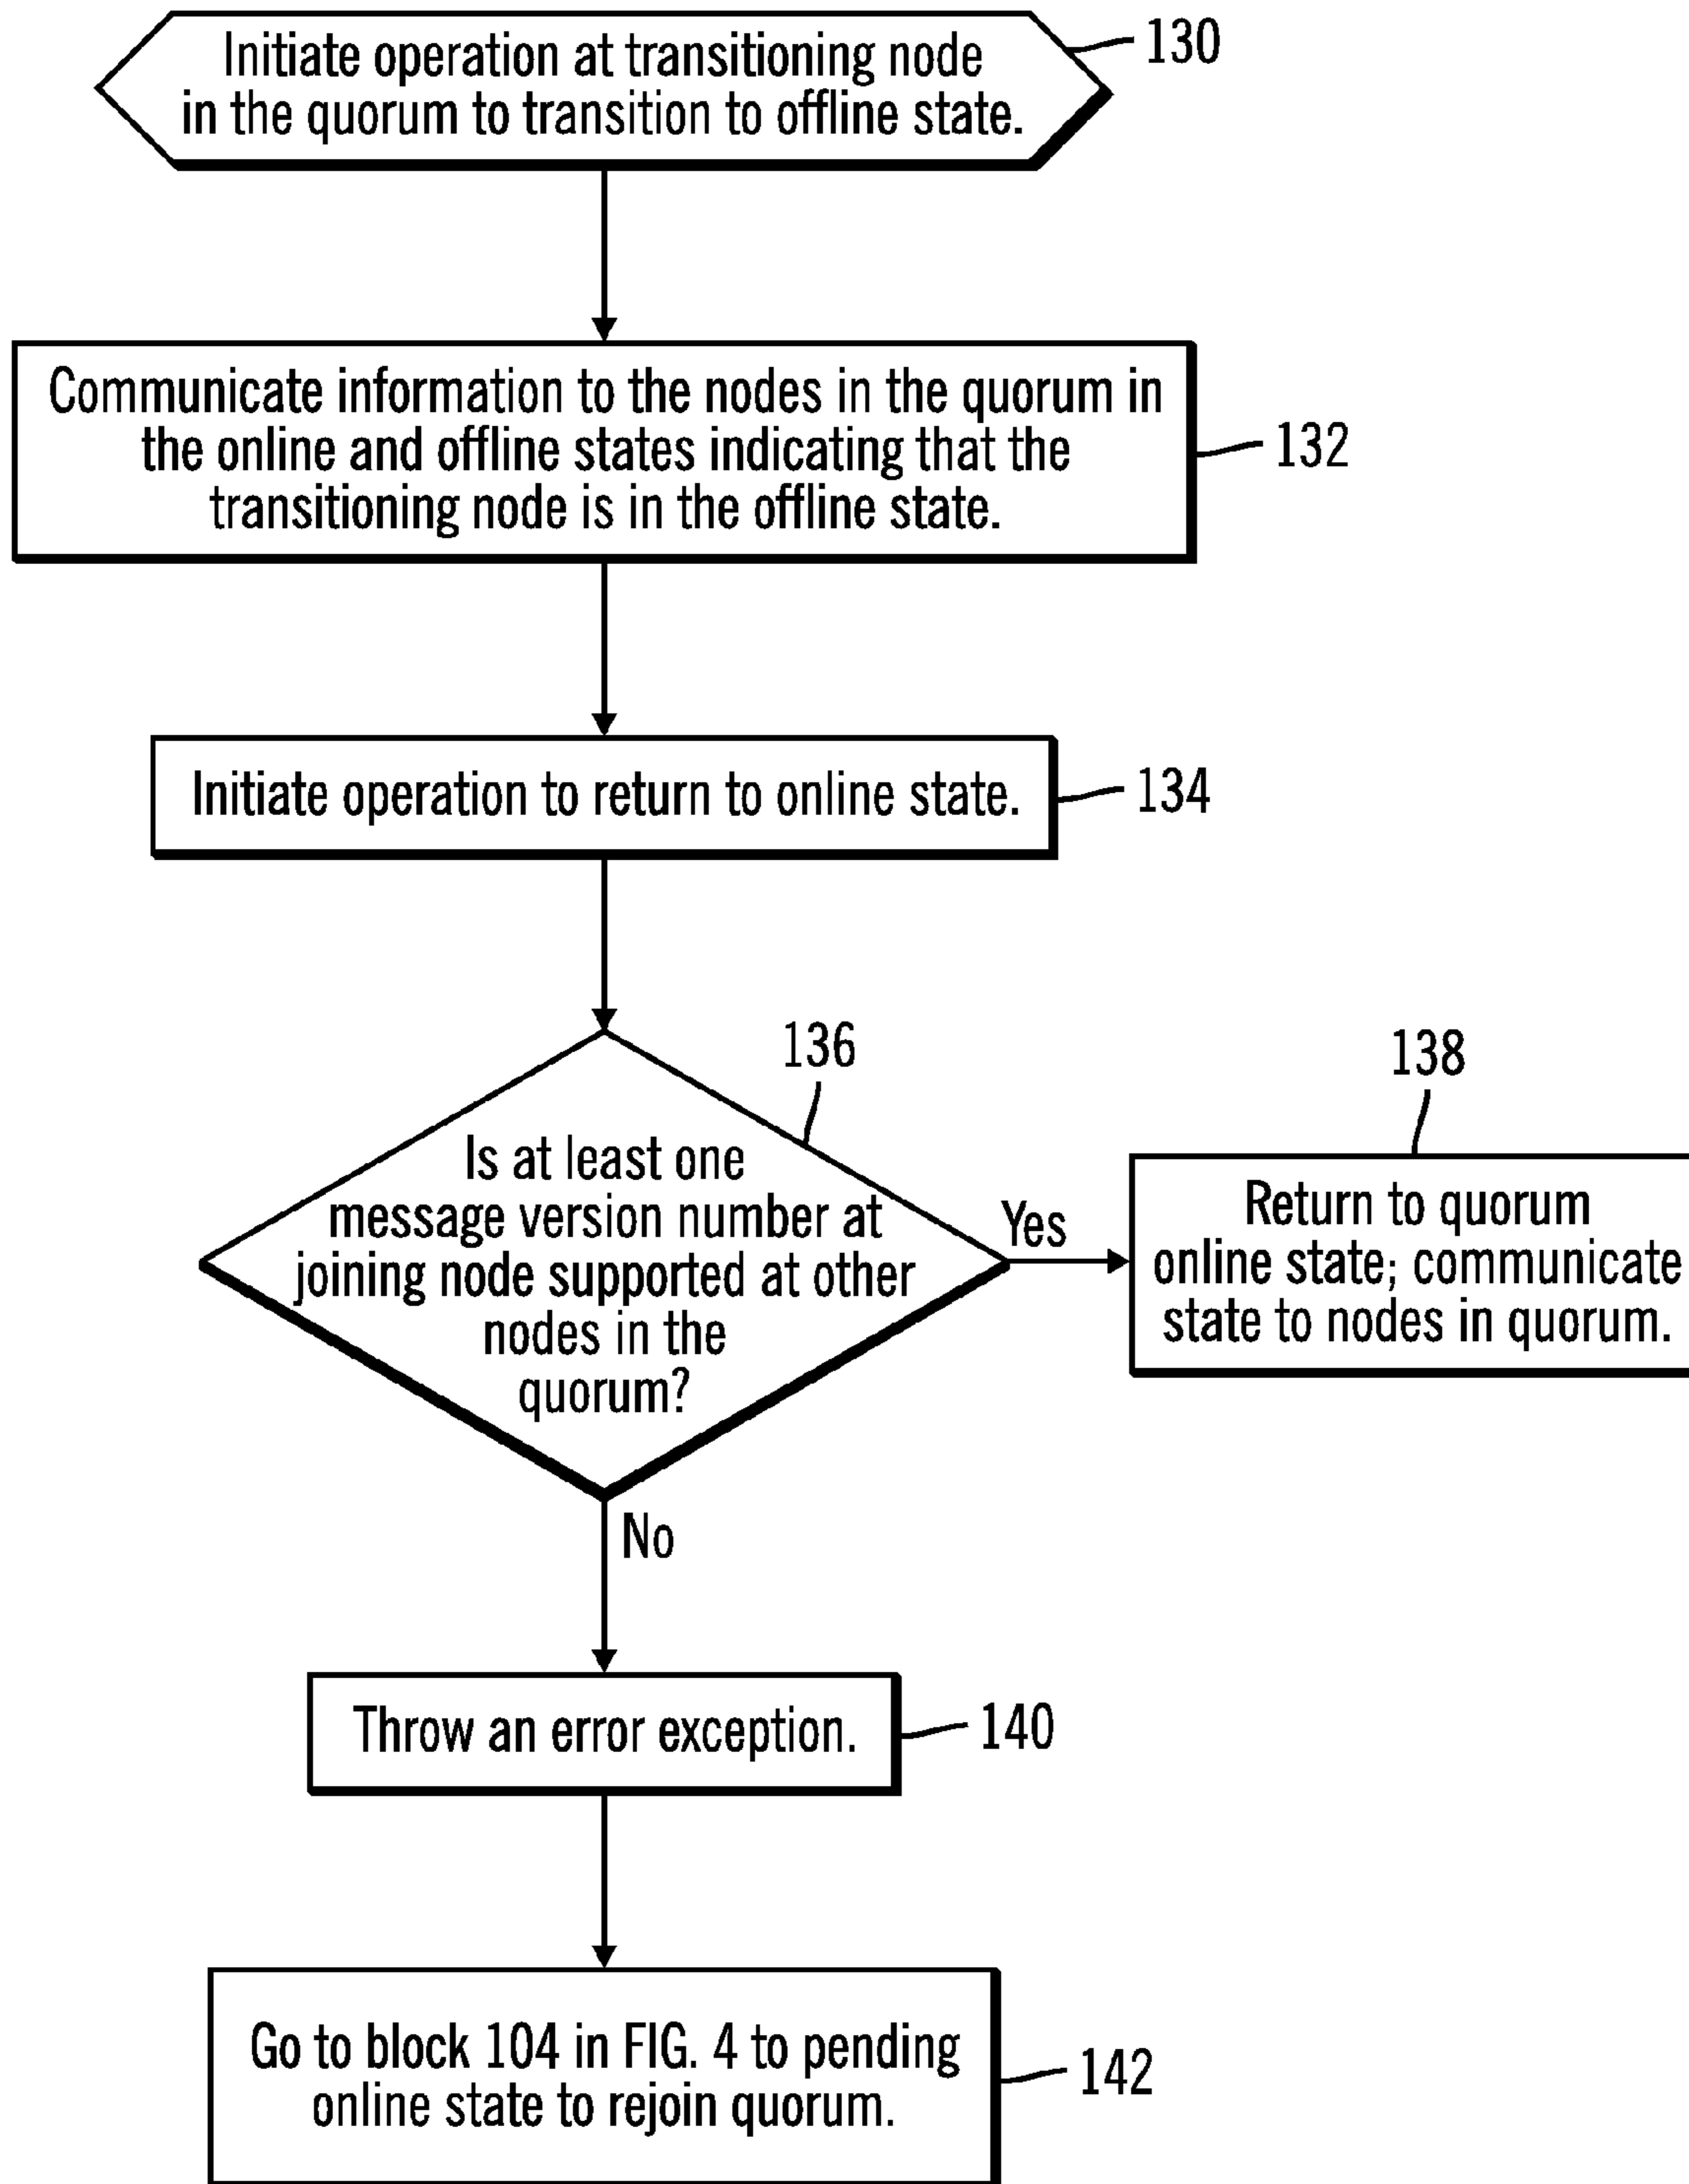 Initiate operation at transitioning node
in the quorum to transition to offline state.
130
Communicate information to the nodes in the quorum in
the online and offline states indicating that the
transitioning node is in the offline state.
132
Initiate operation to return to online state.
134
136
Is at least one
message version number at
joining node supported at other
nodes in the
quorum?
Yes
138
Return to quorum
online state; communicate
state to nodes in quorum.
No
Throw an error exception.
140
Go to block 104 in FIG. 4 to pending
online state to rejoin quorum.
142